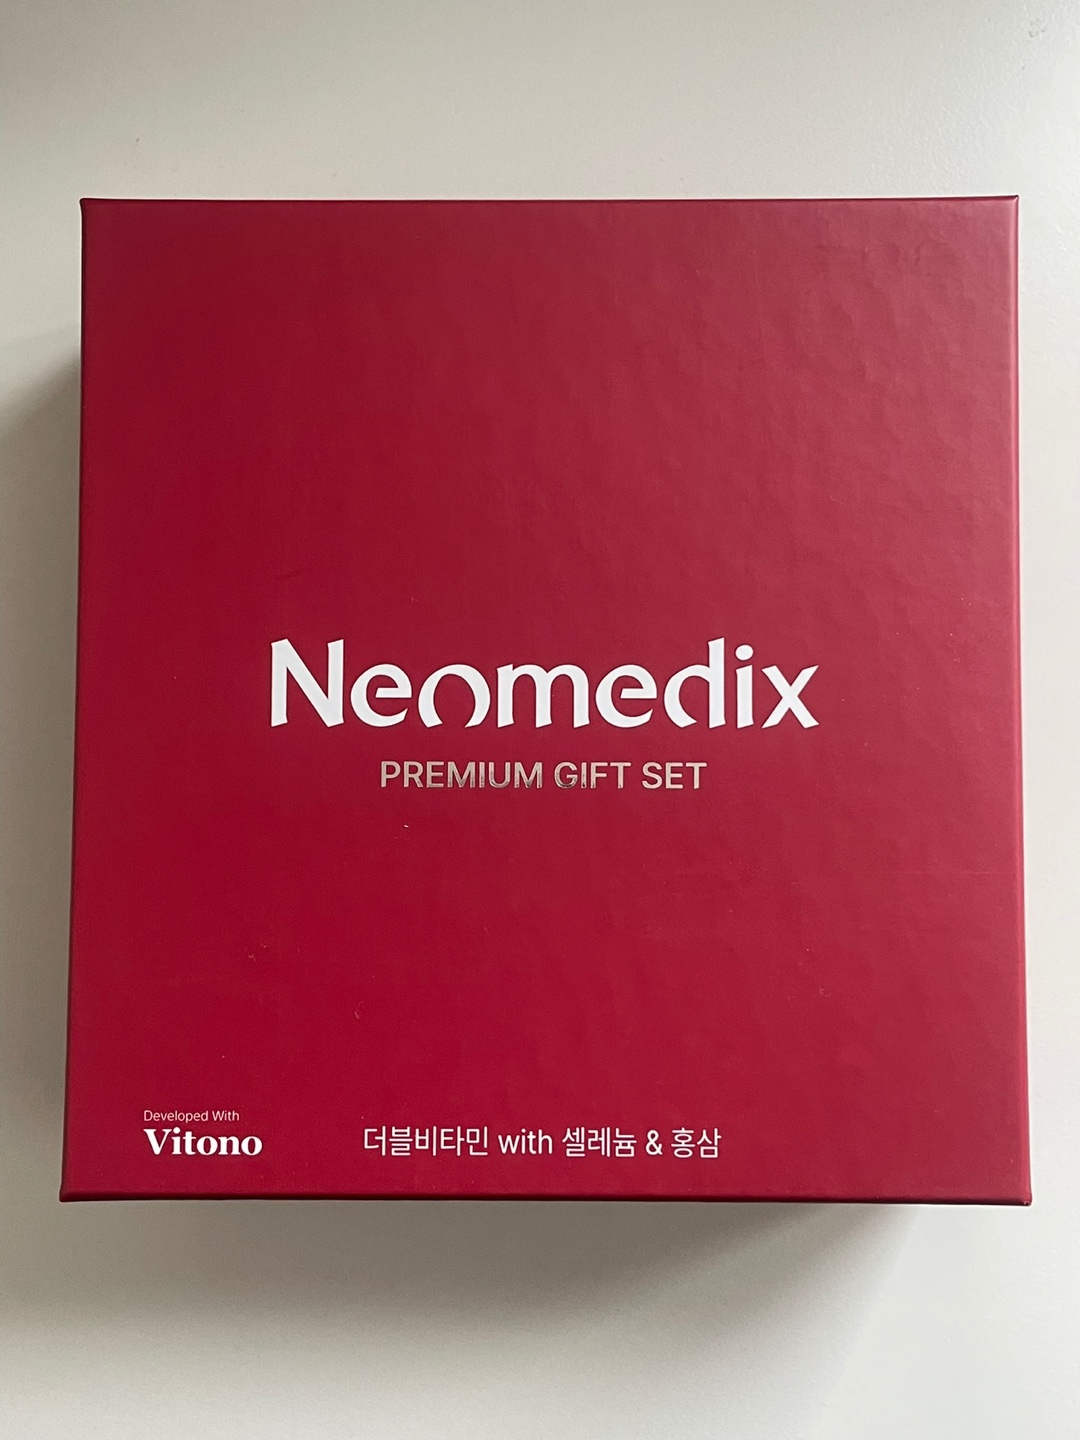 Neomedix
PREMIUM GIFT SET
Developed With
Vitono
더블비타민 with 셀레늄 & 홍삼